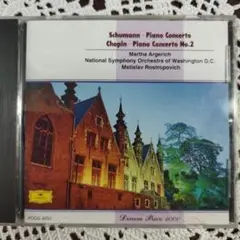 Schumann · Piano Concerto
Chopin · Piano Concerto No.2
Martha Argerich
National Symphony Orchestra of Washington D.C.
Mstislav Rostropovich
Dream Price 1000